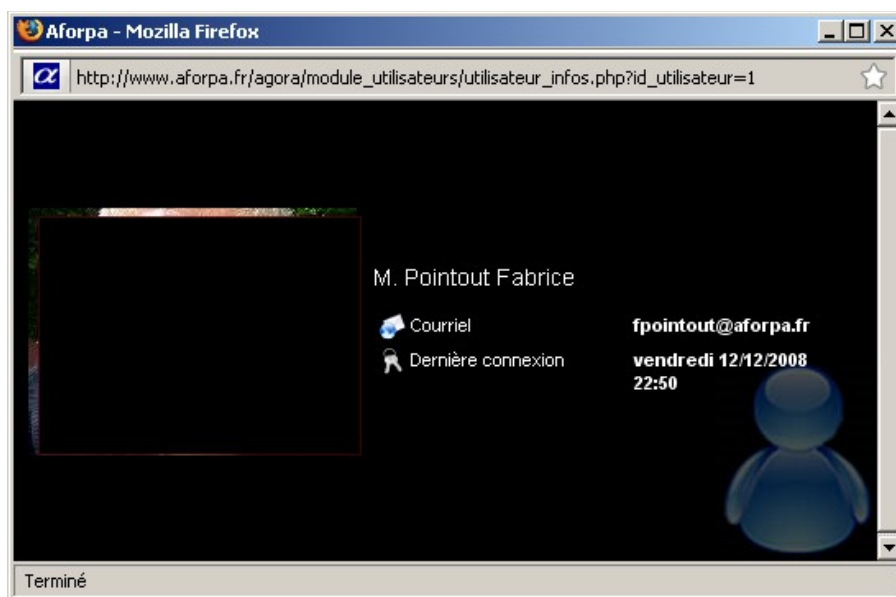 Aforpa - Mozilla Firefox
http://www.aforpa.fr/agora/module_utilisateurs/utilisateur_infos.php?id_utilisateur=1
M. Pointout Fabrice
Courriel fpointout@aforpa.fr
Dernière connexion vendredi 12/12/2008
22:50
Terminé